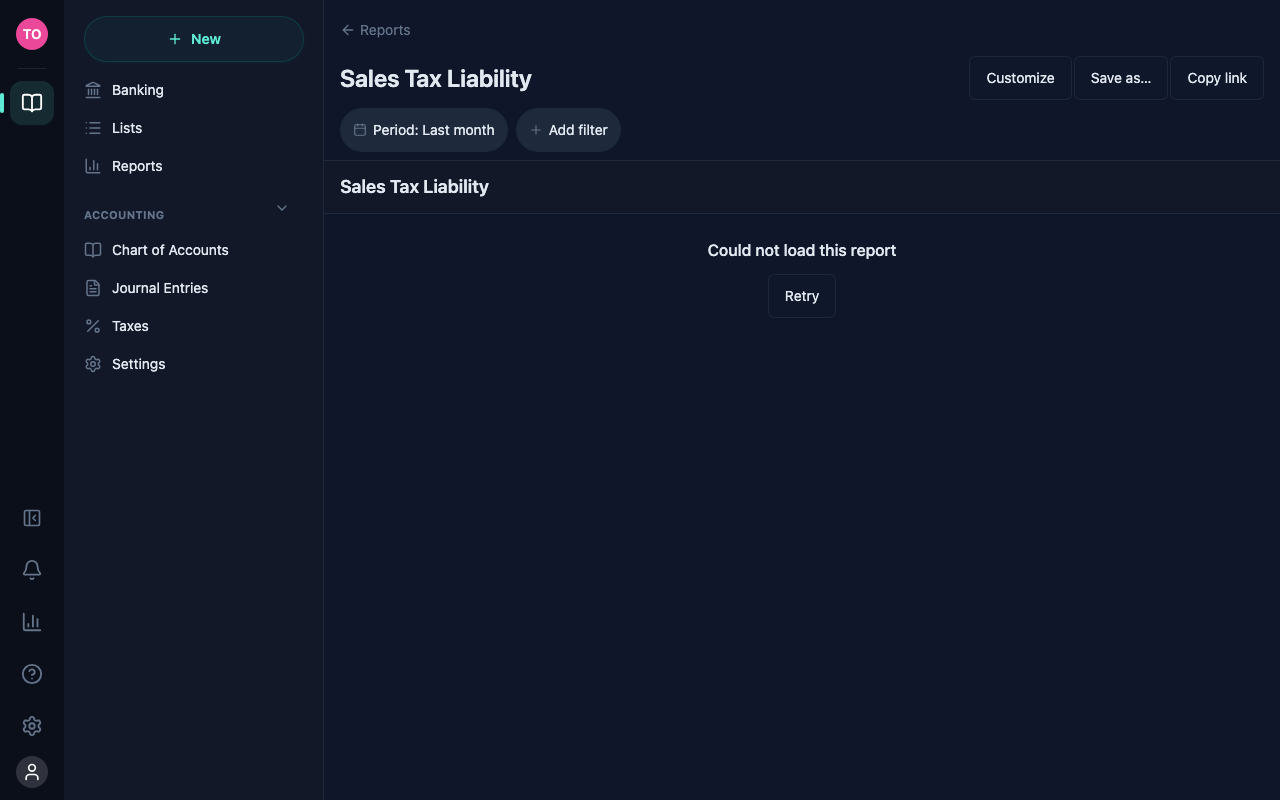 TO
New
Banking
Lists
Reports
ACCOUNTING
Chart of Accounts
Journal Entries
Taxes
Settings
Reports
Sales Tax Liability
Customize
Save as...
Copy link
Period: Last month
Add filter
Sales Tax Liability
Could not load this report
Retry